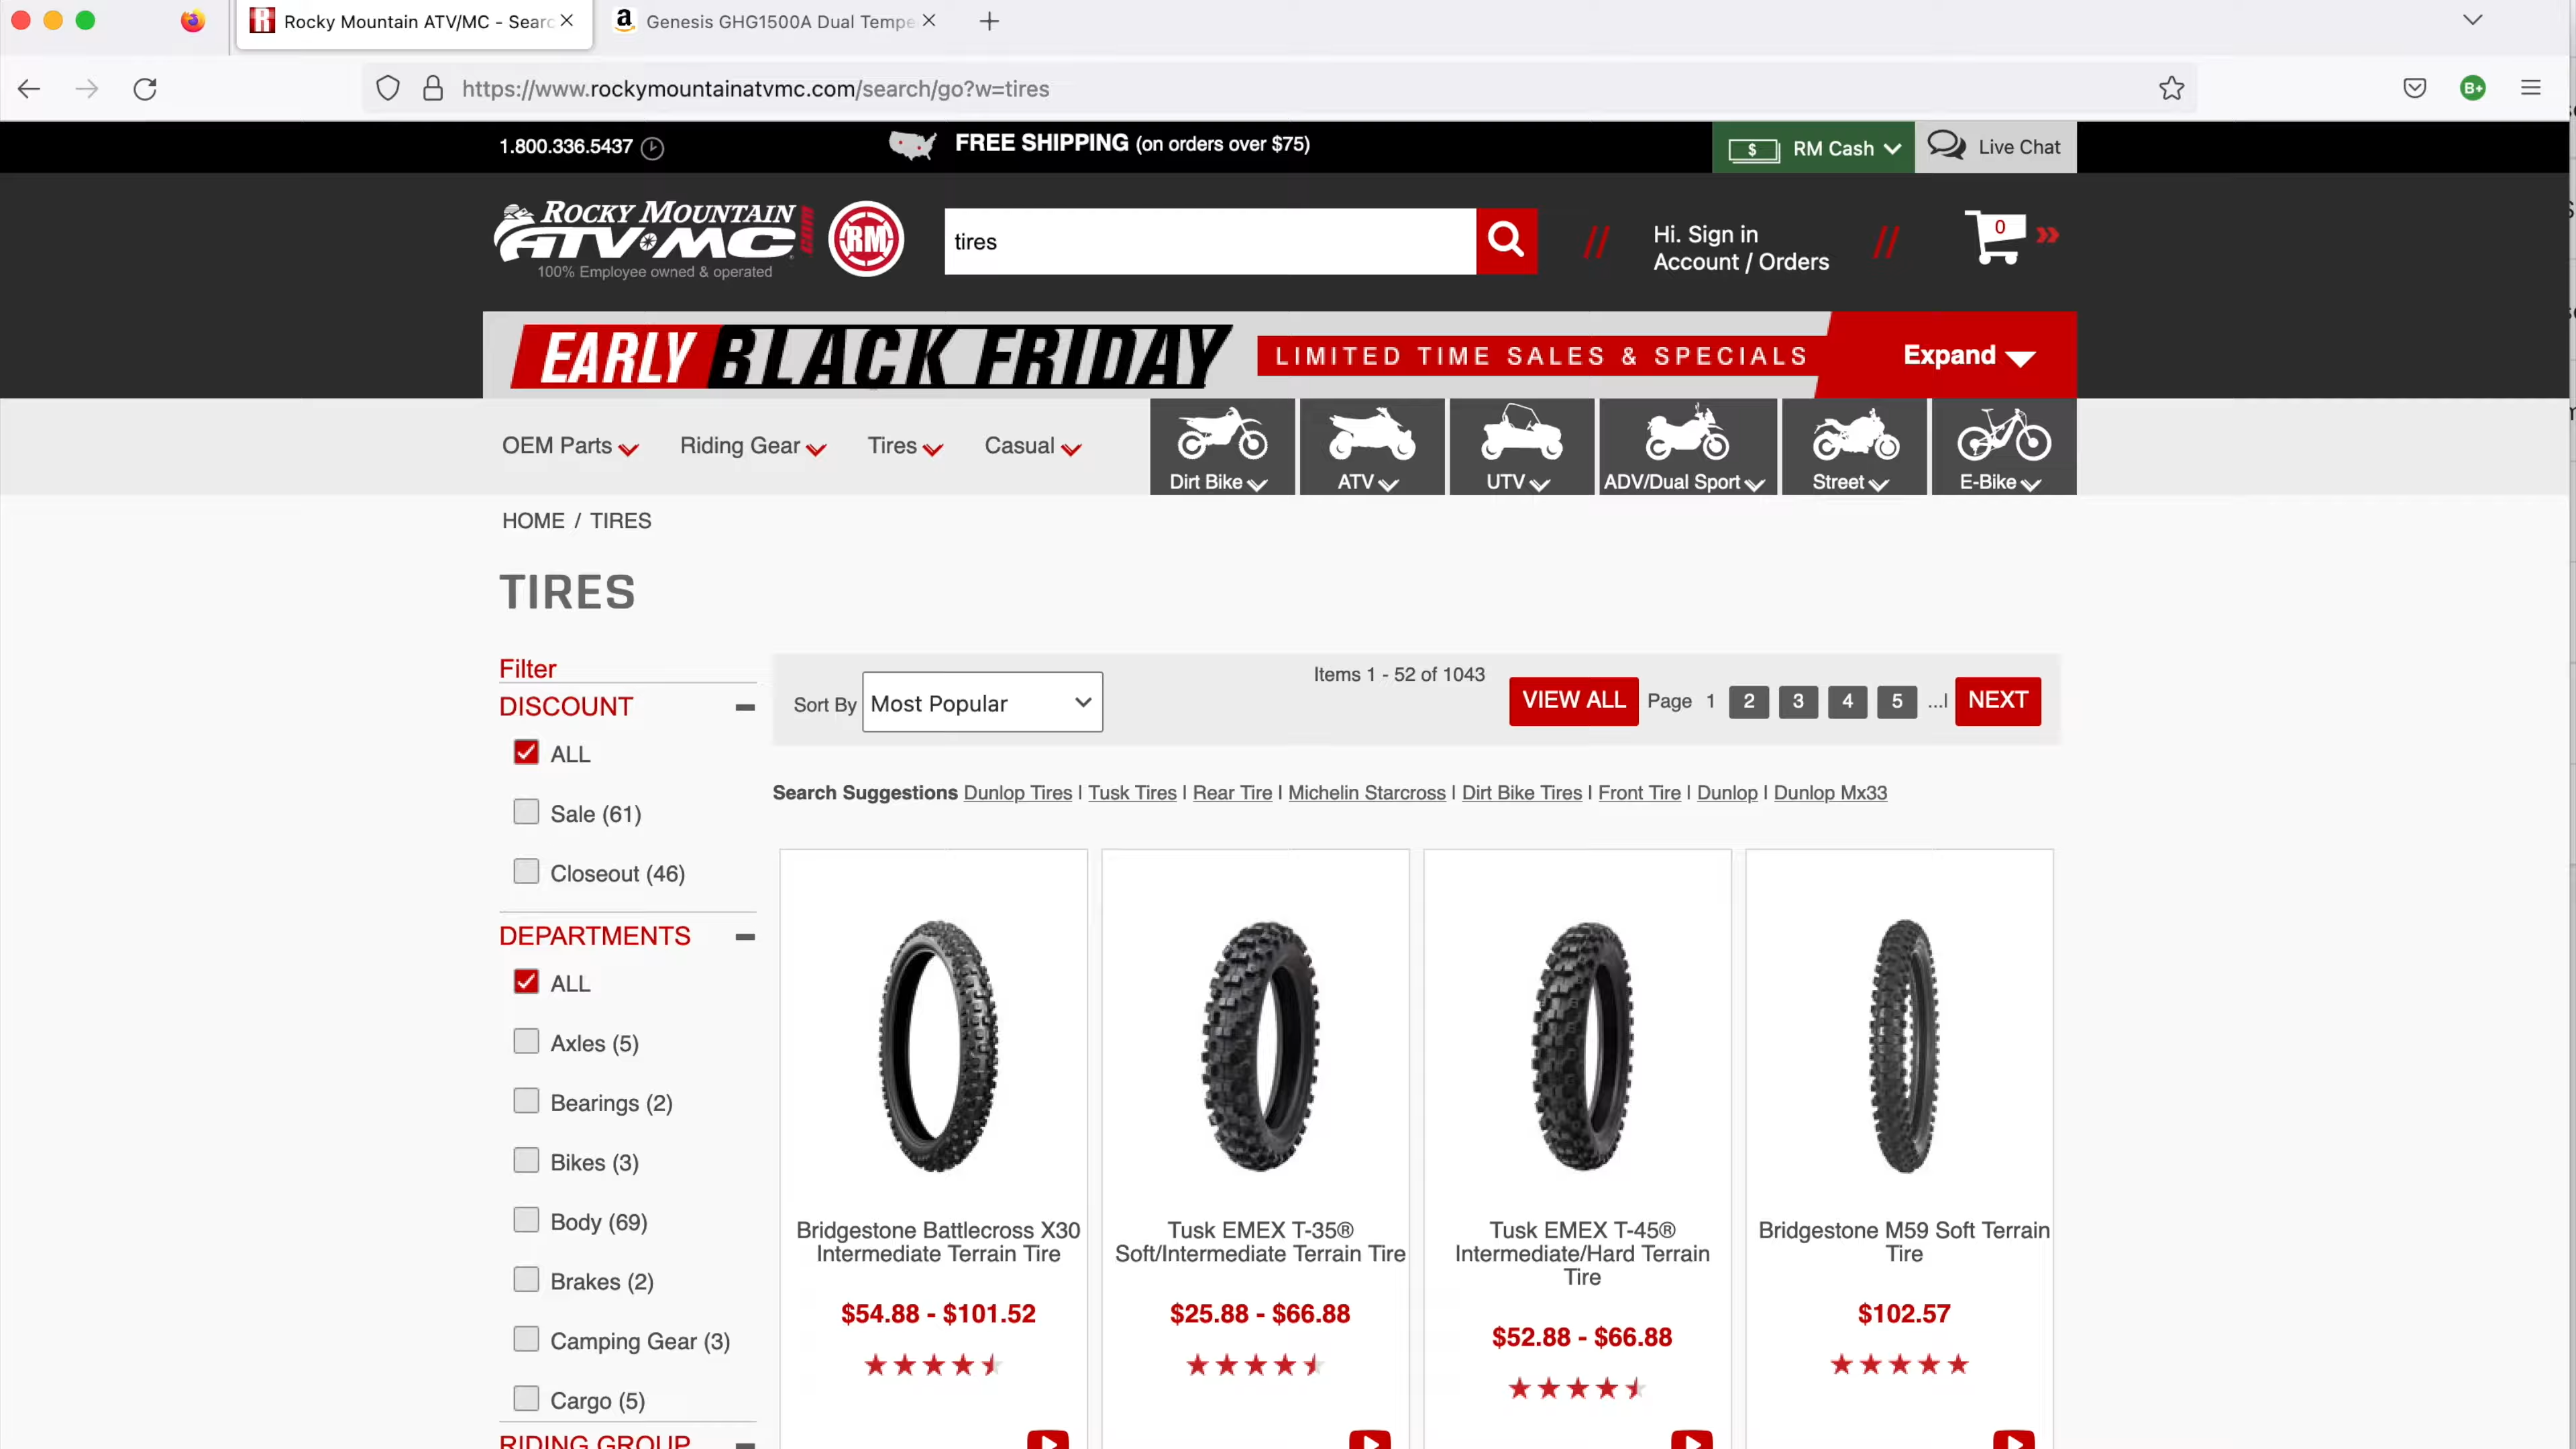 Rocky Mountain ATV/MC - Searc
Genesis GHG1500A Dual Tempe
https://www.rockymountainatvmc.com/search/go?w=tires
B+
1.800.336.5437
FREE SHIPPING (on orders over $75)
$ RM Cash
Live Chat
ROCKY MOUNTAIN
ATV MC .COM
100% Employee owned & operated
RM
tires
//
Hi. Sign in
Account / Orders
//
0
EARLY BLACK FRIDAY
LIMITED TIME SALES & SPECIALS
Expand
OEM Parts
Riding Gear
Tires
Casual
Dirt Bike
ATV
UTV
ADV/Dual Sport
Street
E-Bike
HOME / TIRES
TIRES
Filter
DISCOUNT
ALL
Sale (61)
Closeout (46)
DEPARTMENTS
ALL
Axles (5)
Bearings (2)
Bikes (3)
Body (69)
Brakes (2)
Camping Gear (3)
Cargo (5)
RIDING GROUP
Sort By Most Popular
Items 1 - 52 of 1043
VIEW ALL Page 1 2 3 4 5 ...| NEXT
Search Suggestions Dunlop Tires | Tusk Tires | Rear Tire | Michelin Starcross | Dirt Bike Tires | Front Tire | Dunlop | Dunlop Mx33
Bridgestone Battlecross X30
Intermediate Terrain Tire
$54.88 - $101.52
Tusk EMEX T-35®
Soft/Intermediate Terrain Tire
$25.88 - $66.88
Tusk EMEX T-45®
Intermediate/Hard Terrain
Tire
$52.88 - $66.88
Bridgestone M59 Soft Terrain
Tire
$102.57